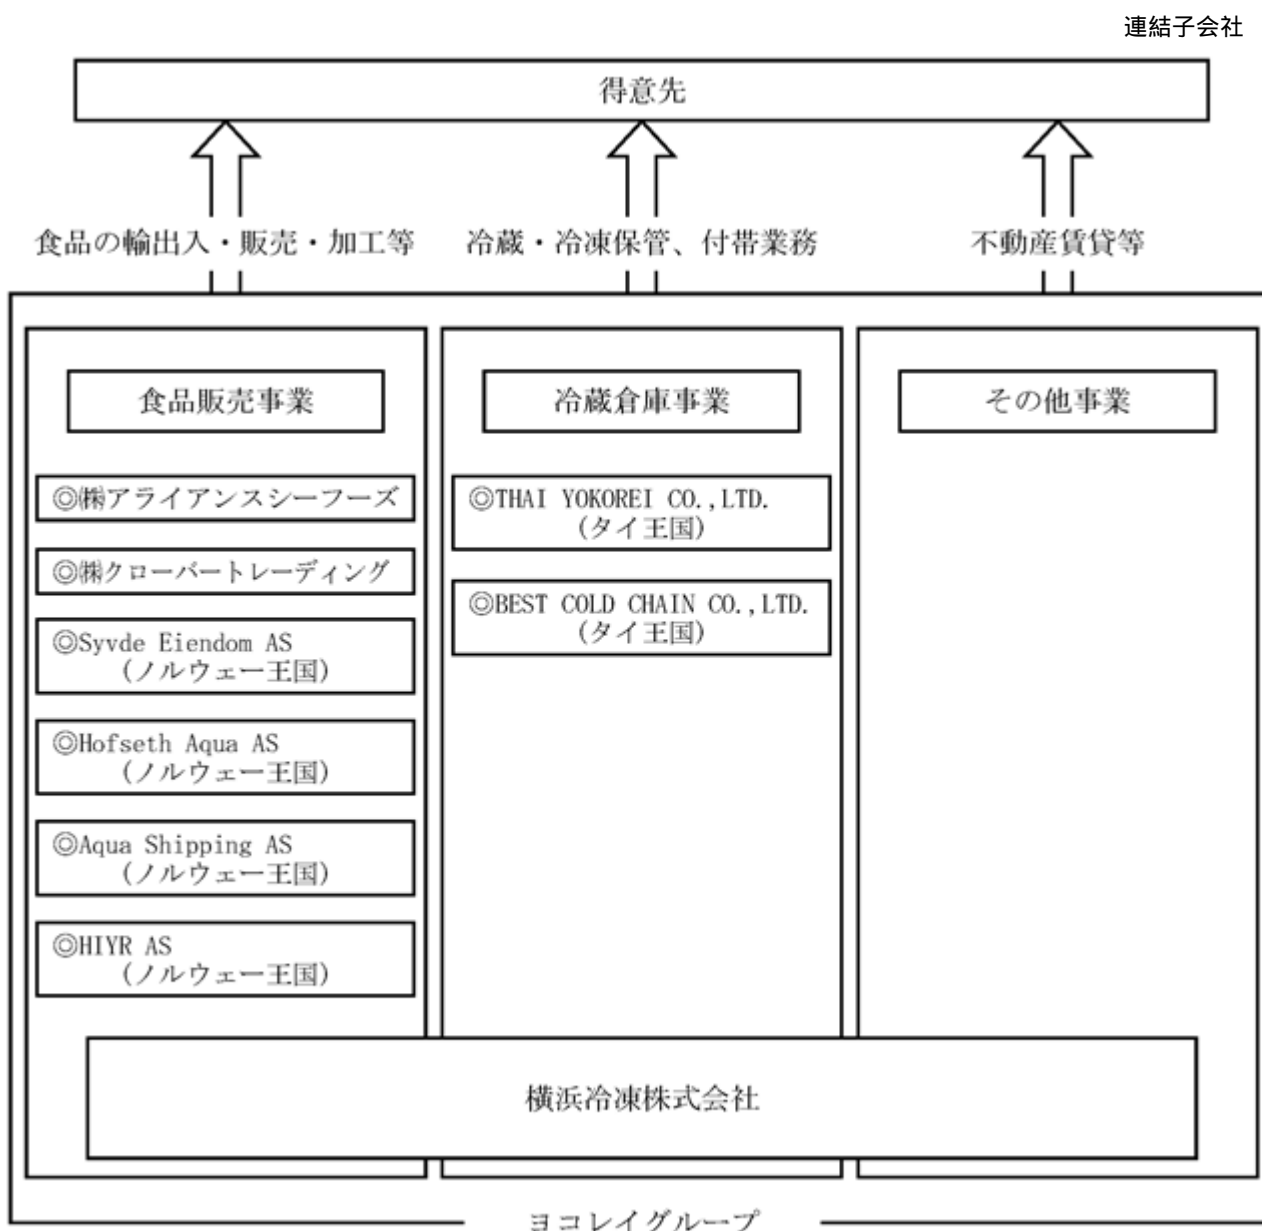 連結子会社
得意先
食品の輸出入・販売・加工等
冷蔵・冷凍保管、付帯業務
不動産賃貸等
食品販売事業
◎㈱アライアンスシーフーズ
◎㈱クローバートレーディング
◎Syvde Eiendom AS
(ノルウェー王国)
◎Hofseth Aqua AS
(ノルウェー王国)
◎Aqua Shipping AS
(ノルウェー王国)
◎HIYR AS
(ノルウェー王国)
冷蔵倉庫事業
◎THAI YOKOREI CO.,LTD.
(タイ王国)
◎BEST COLD CHAIN CO.,LTD.
(タイ王国)
その他事業
横浜冷凍株式会社
ヨコレイグループ